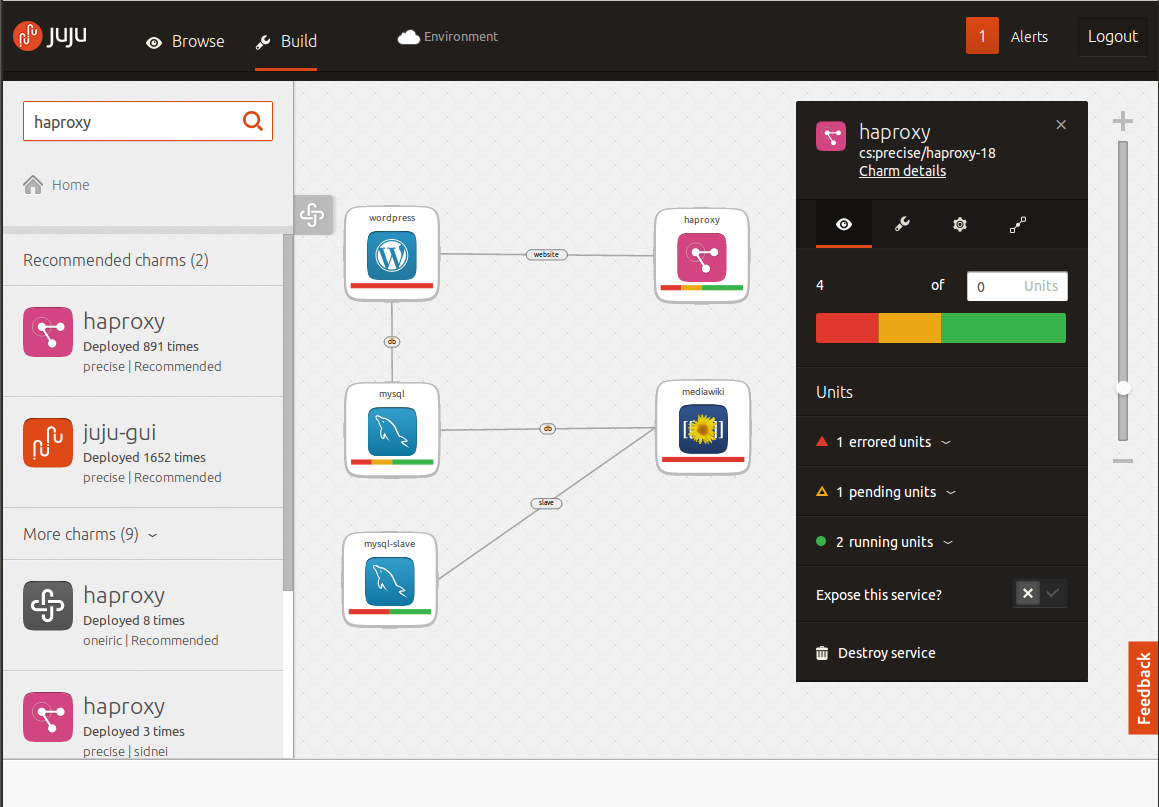 juju
Browse
Build
Environment
1
Alerts
Logout
haproxy
Home
Recommended charms (2)
haproxy
Deployed 891 times
precise | Recommended
juju-gui
Deployed 1652 times
precise | Recommended
More charms (9)
haproxy
Deployed 8 times
oneiric | Recommended
haproxy
Deployed 3 times
precise | sidnei
wordpress
website
haproxy
db
mysql
db
mediawiki
slave
mysql-slave
haproxy
cs:precise/haproxy-18
Charm details
4 of 0 Units
Units
1 errored units
1 pending units
2 running units
Expose this service?
Destroy service
Feedback